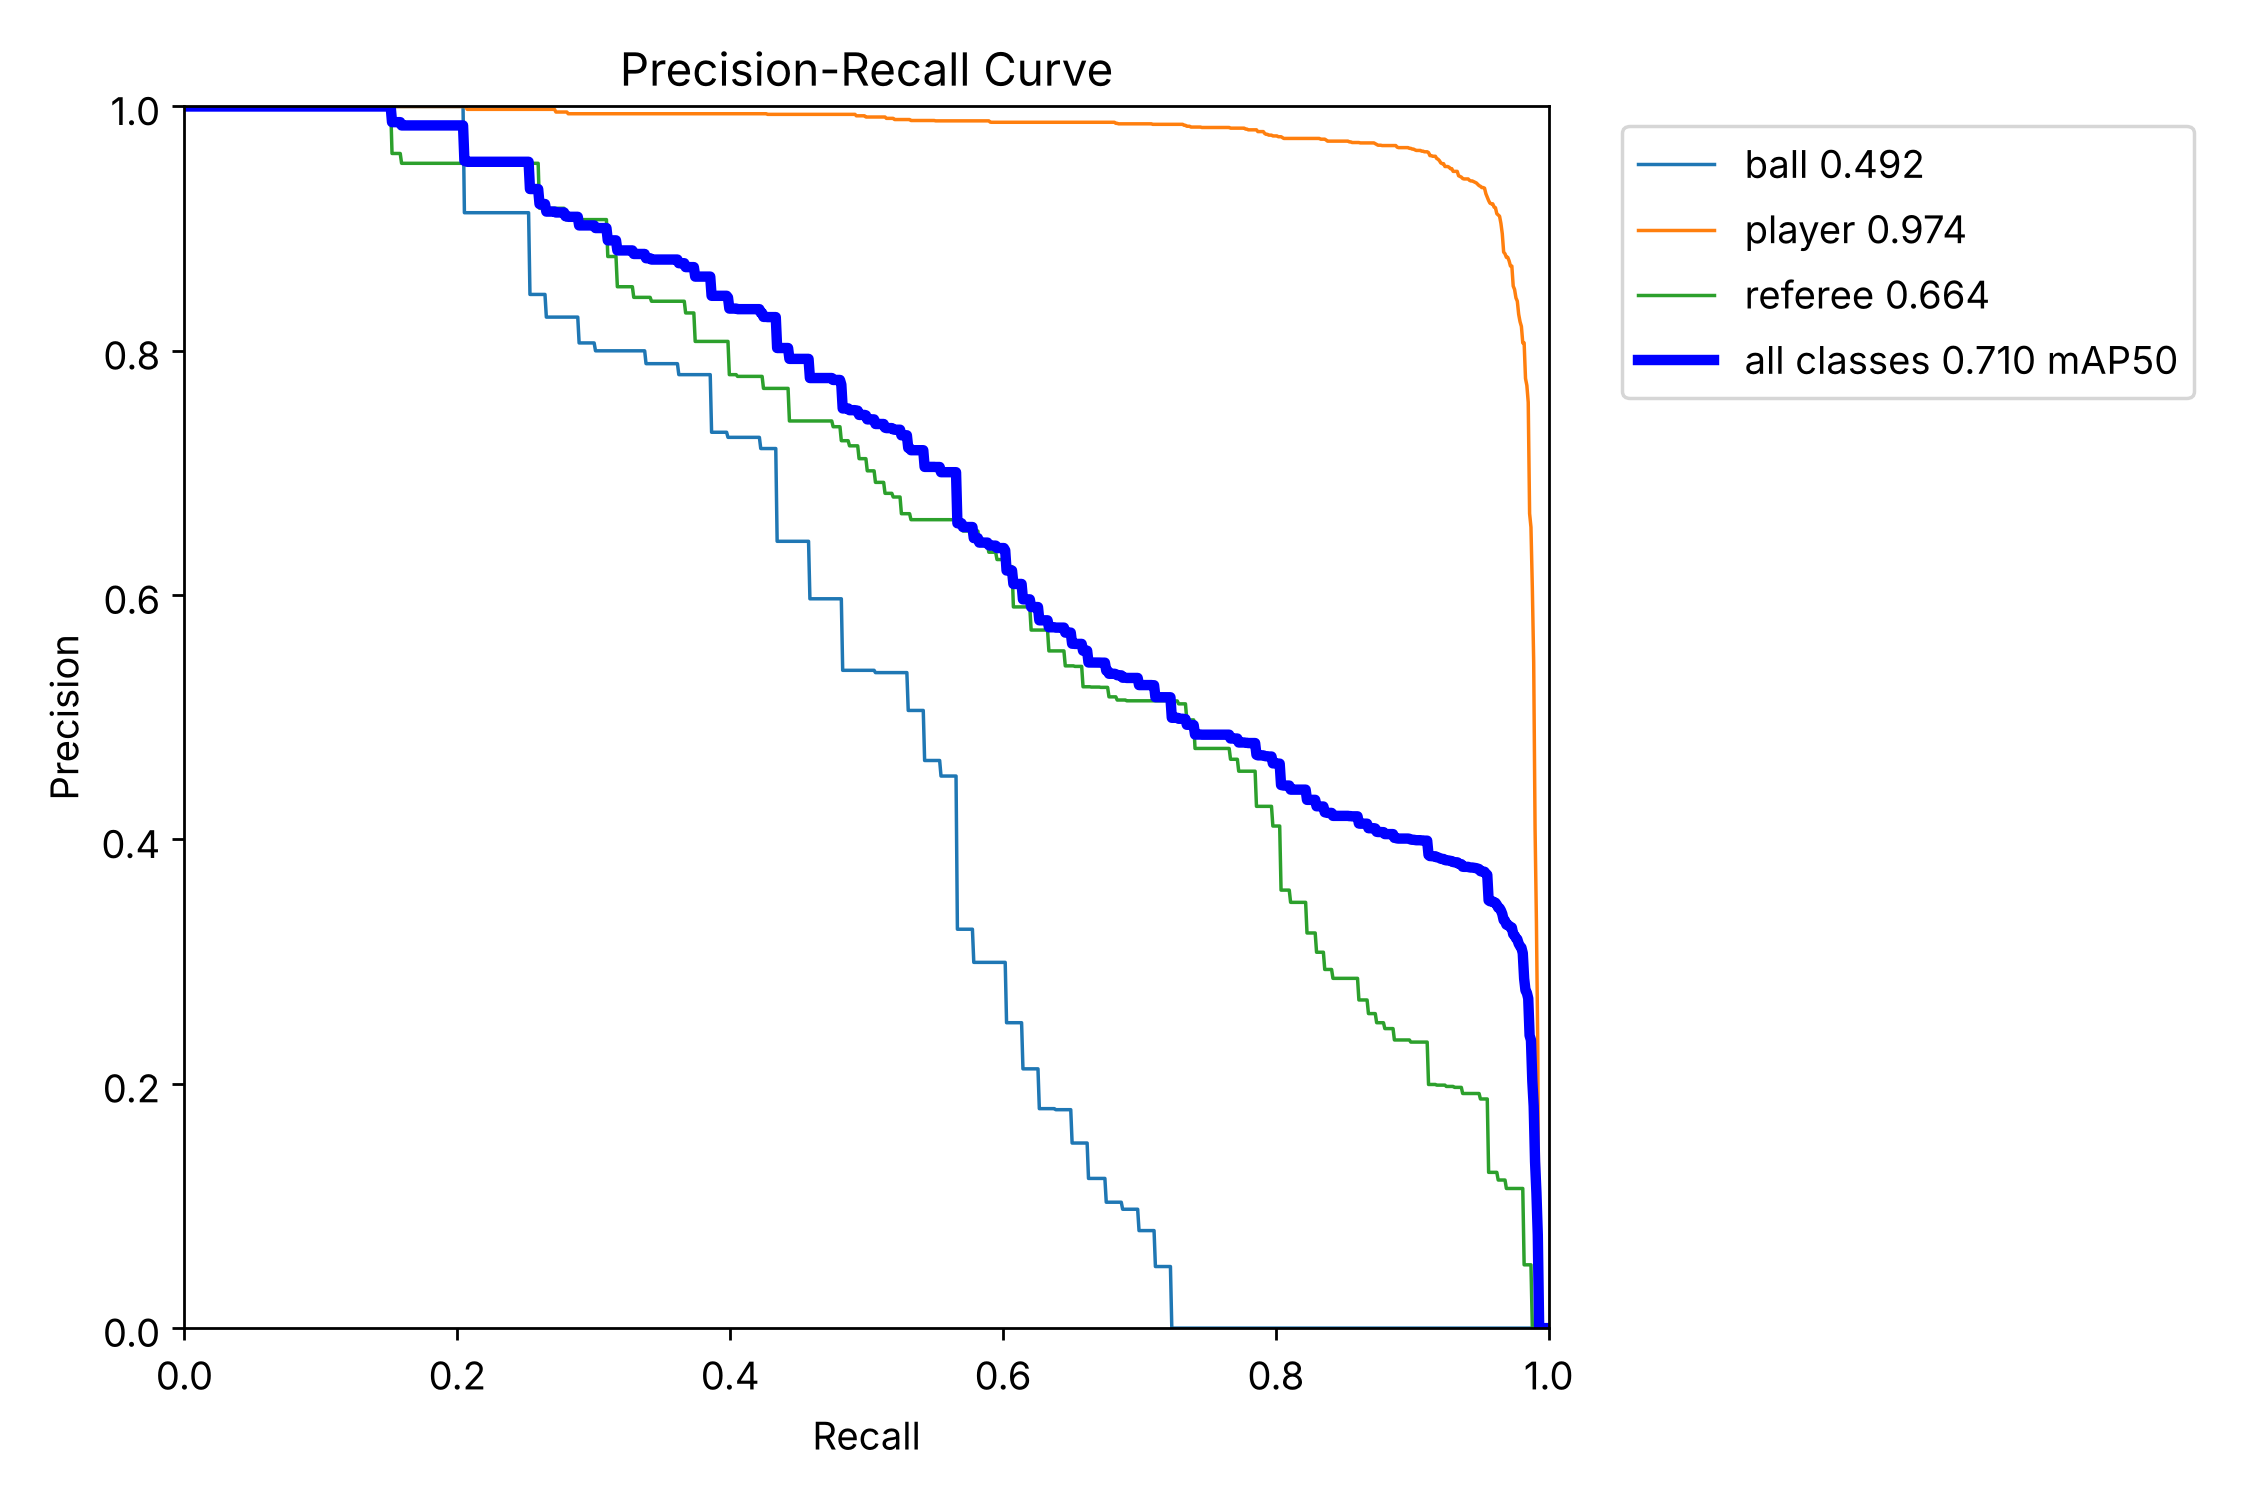 Precision-Recall Curve
1.0
0.8
0.6
0.4
0.2
0.0
Precision
0.0 0.2 0.4 0.6 0.8 1.0
Recall
ball 0.492
player 0.974
referee 0.664
all classes 0.710 mAP50